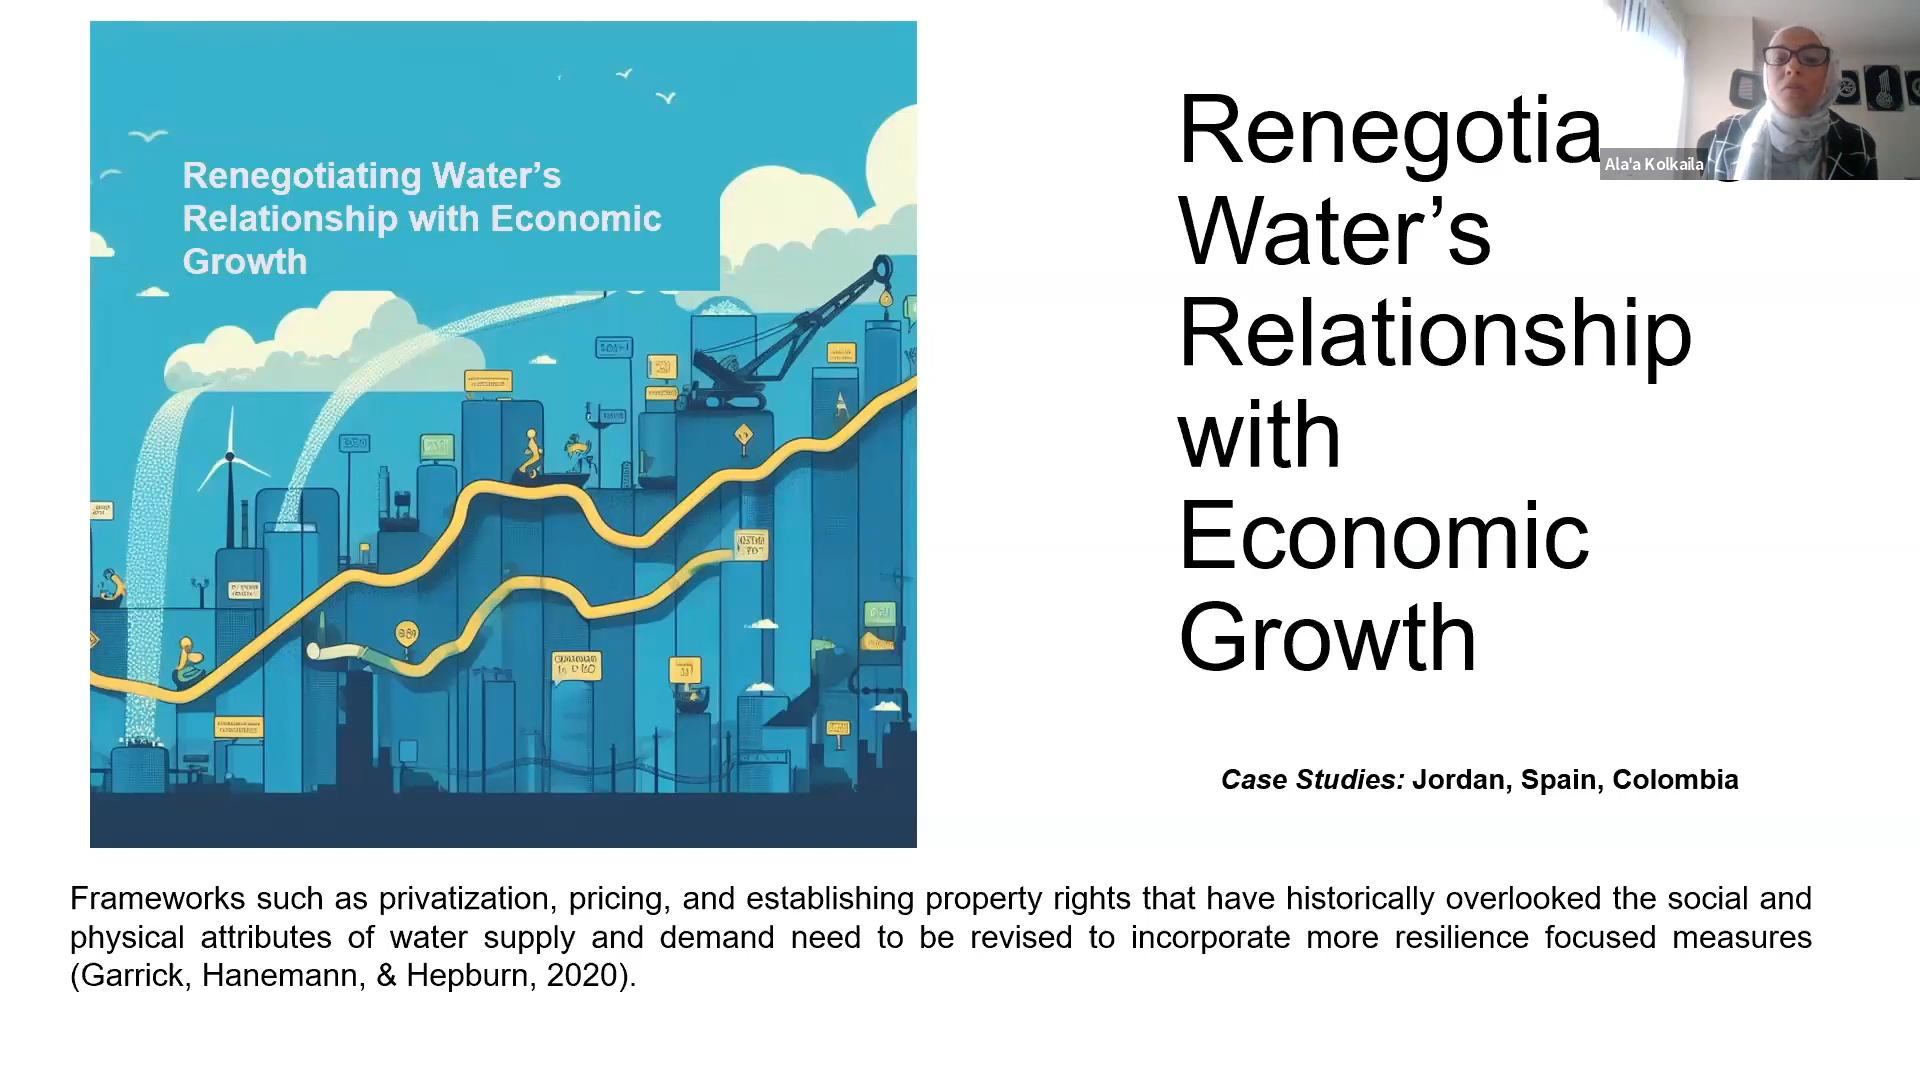 Renegotiating Water’s
Relationship with Economic
Growth
Renegotia
Water’s
Relationship
with
Economic
Growth
Ala'a Kolkaila
Case Studies: Jordan, Spain, Colombia
Frameworks such as privatization, pricing, and establishing property rights that have historically overlooked the social and
physical attributes of water supply and demand need to be revised to incorporate more resilience focused measures
(Garrick, Hanemann, & Hepburn, 2020).